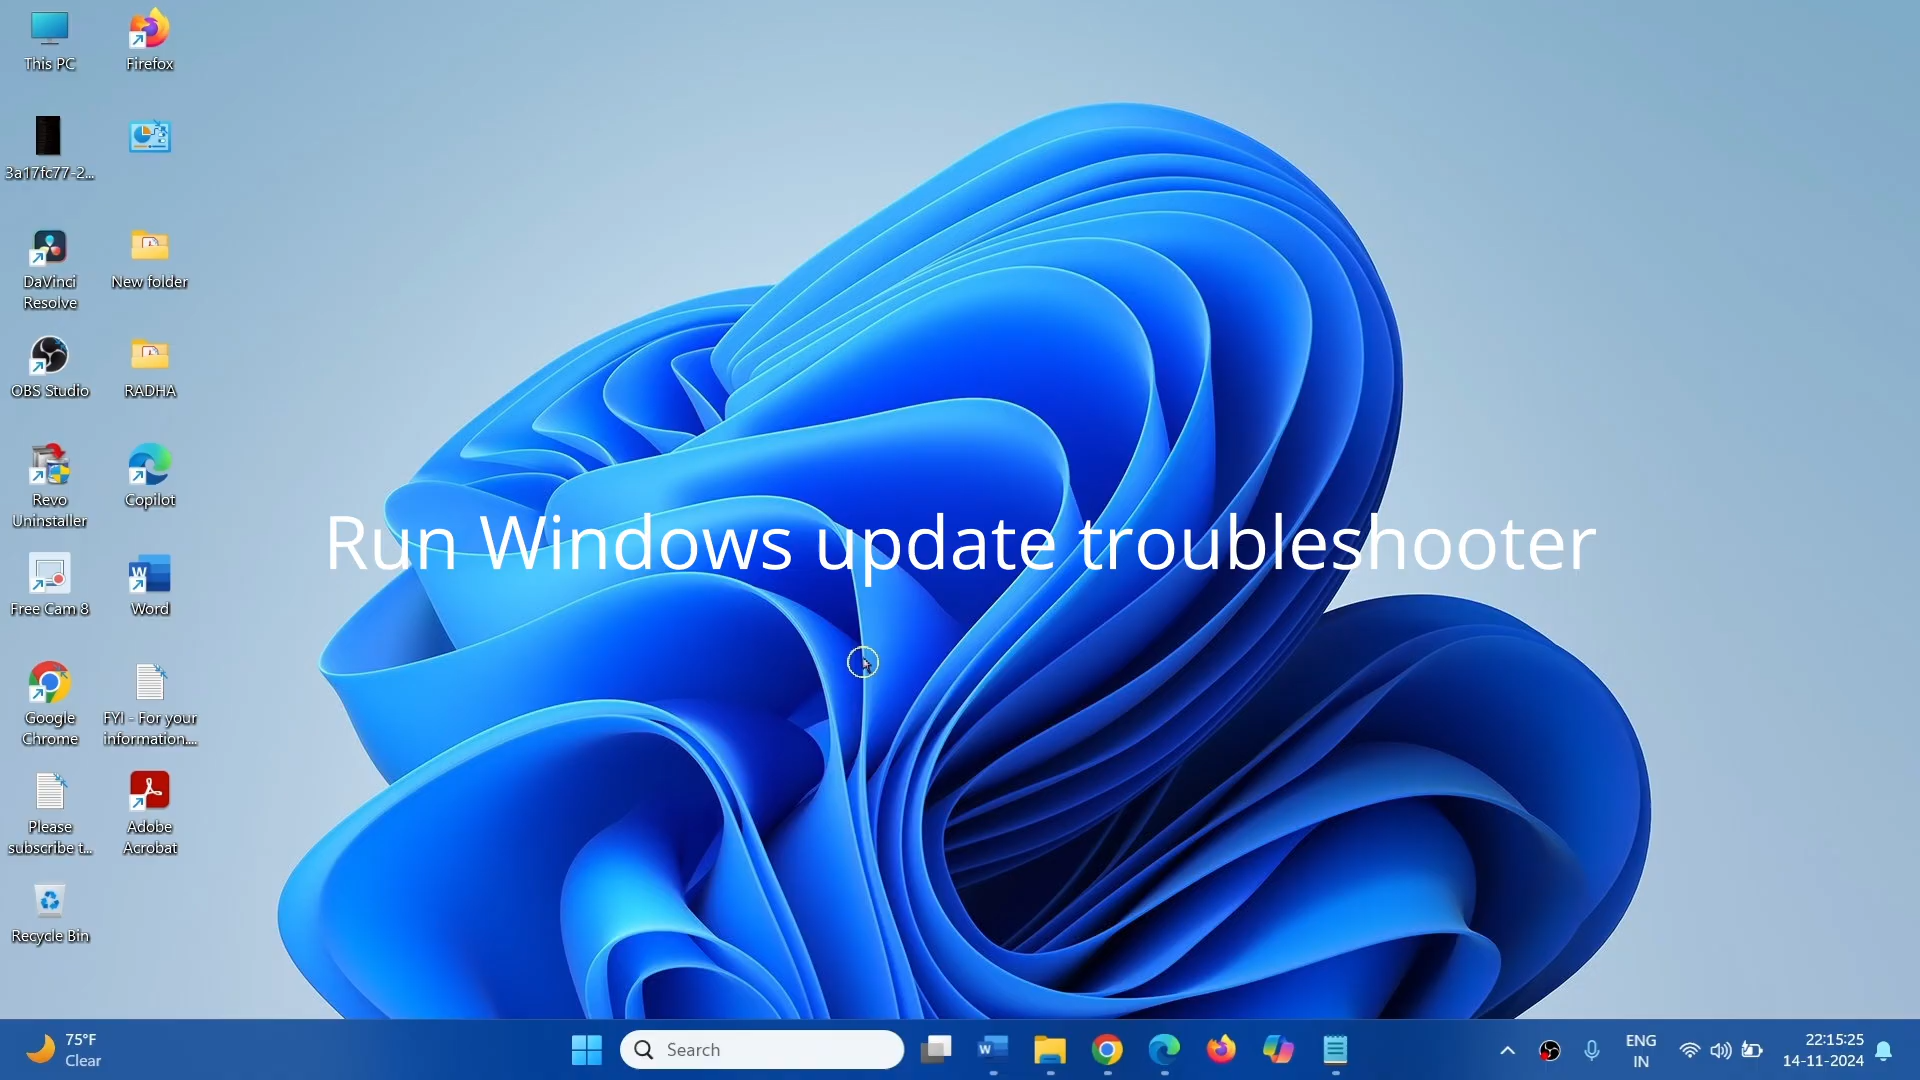 This PC
Firefox
3a17fc77-2...
DaVinci
Resolve
New folder
OBS Studio
RADHA
Revo
Uninstaller
Copilot
Free Cam 8
Word
Google
Chrome
FYI - For your
information....
Please
subscribe t...
Adobe
Acrobat
Recycle Bin
Run Windows update troubleshooter
75°F
Clear
Search
ENG
IN
22:15:25
14-11-2024